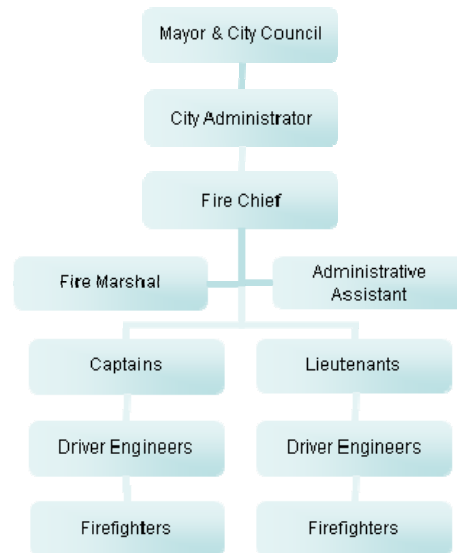 Mayor & City Council
City Administrator
Fire Chief
Fire Marshal
Administrative
Assistant
Captains
Lieutenants
Driver Engineers
Driver Engineers
Firefighters
Firefighters